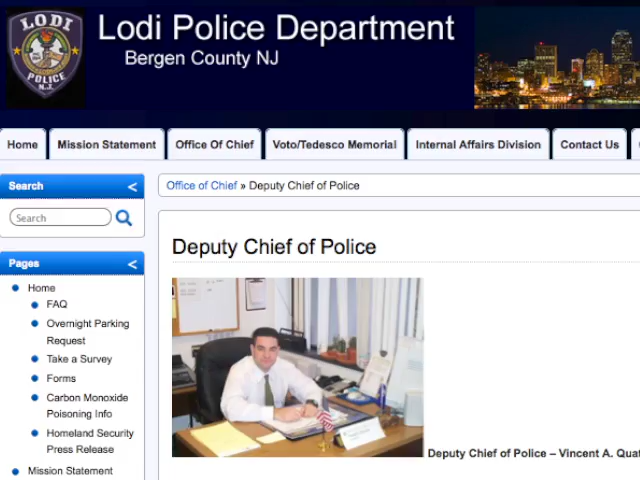 LODI
POLICE
N.J.
Lodi Police Department
Bergen County NJ
Home
Mission Statement
Office Of Chief
Voto/Tedesco Memorial
Internal Affairs Division
Contact Us
Search
<
Office of Chief » Deputy Chief of Police
Search
Pages
<
Deputy Chief of Police
Home
FAQ
Overnight Parking
Request
Take a Survey
Forms
Carbon Monoxide
Poisoning Info
Homeland Security
Press Release
Mission Statement
Deputy Chief of Police – Vincent A. Quat